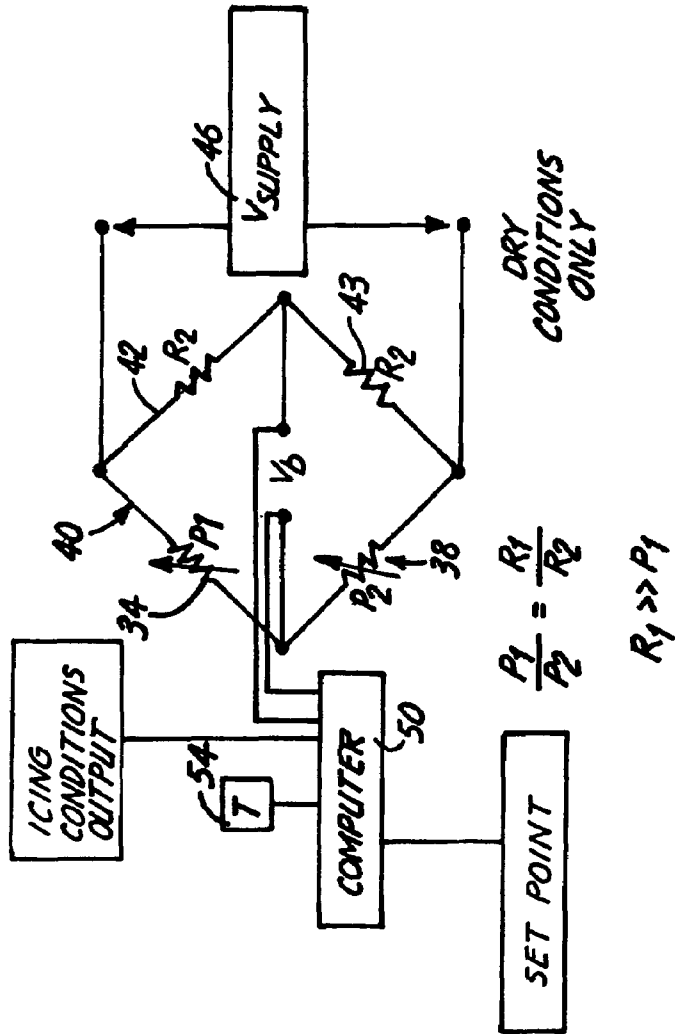 ICING
CONDITIONS
OUTPUT
40
34
P1
42
R2
46
VSUPPLY
54
T
VD
COMPUTER
50
P2
38
43
R2
SET POINT
P1/P2 = R1/R2
R1 >> P1
DRY
CONDITIONS
ONLY